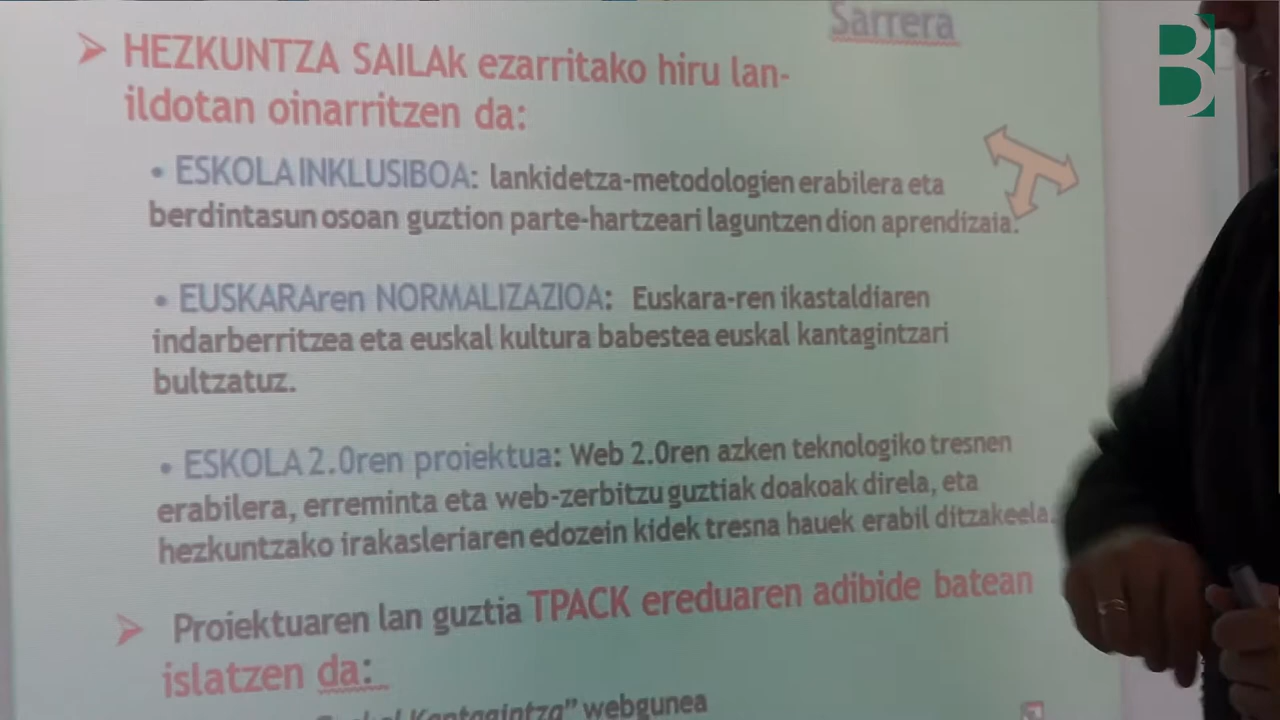 Sarrera
HEZKUNTZA SAILAk ezarritako hiru lan-
ildotan oinarritzen da:
• ESKOLA INKLUSIBOA: lankidetza-metodologien erabilera eta
berdintasun osoan guztion parte-hartzeari laguntzen dion aprendizaia.
• EUSKARAren NORMALIZAZIOA: Euskara-ren ikastaldiaren
indarberritzea eta euskal kultura babestea euskal kantagintzari
bultzatuz.
• ESKOLA 2.0ren proiektua: Web 2.0ren azken teknologiko tresnen
erabilera, erreminta eta web-zerbitzu guztiak doakoak direla, eta
hezkuntzako irakasleriaren edozein kidek tresna hauek erabil ditzakeela.
Proiektuaren lan guztia TPACK ereduaren adibide batean
islatzen da:
Kantagintza” webgunea